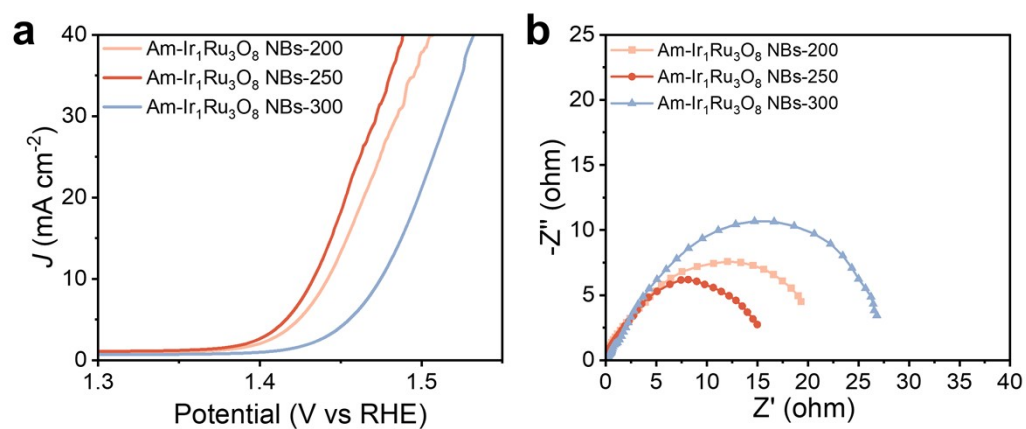 a
40
30
20
10
0
J (mA cm⁻²)
Am-Ir₁Ru₃O₈ NBs-200
Am-Ir₁Ru₃O₈ NBs-250
Am-Ir₁Ru₃O₈ NBs-300
1.3 1.4 1.5
Potential (V vs RHE)
b
25
20
15
10
5
0
-Z'' (ohm)
Am-Ir₁Ru₃O₈ NBs-200
Am-Ir₁Ru₃O₈ NBs-250
Am-Ir₁Ru₃O₈ NBs-300
0 5 10 15 20 25 30 35 40
Z' (ohm)